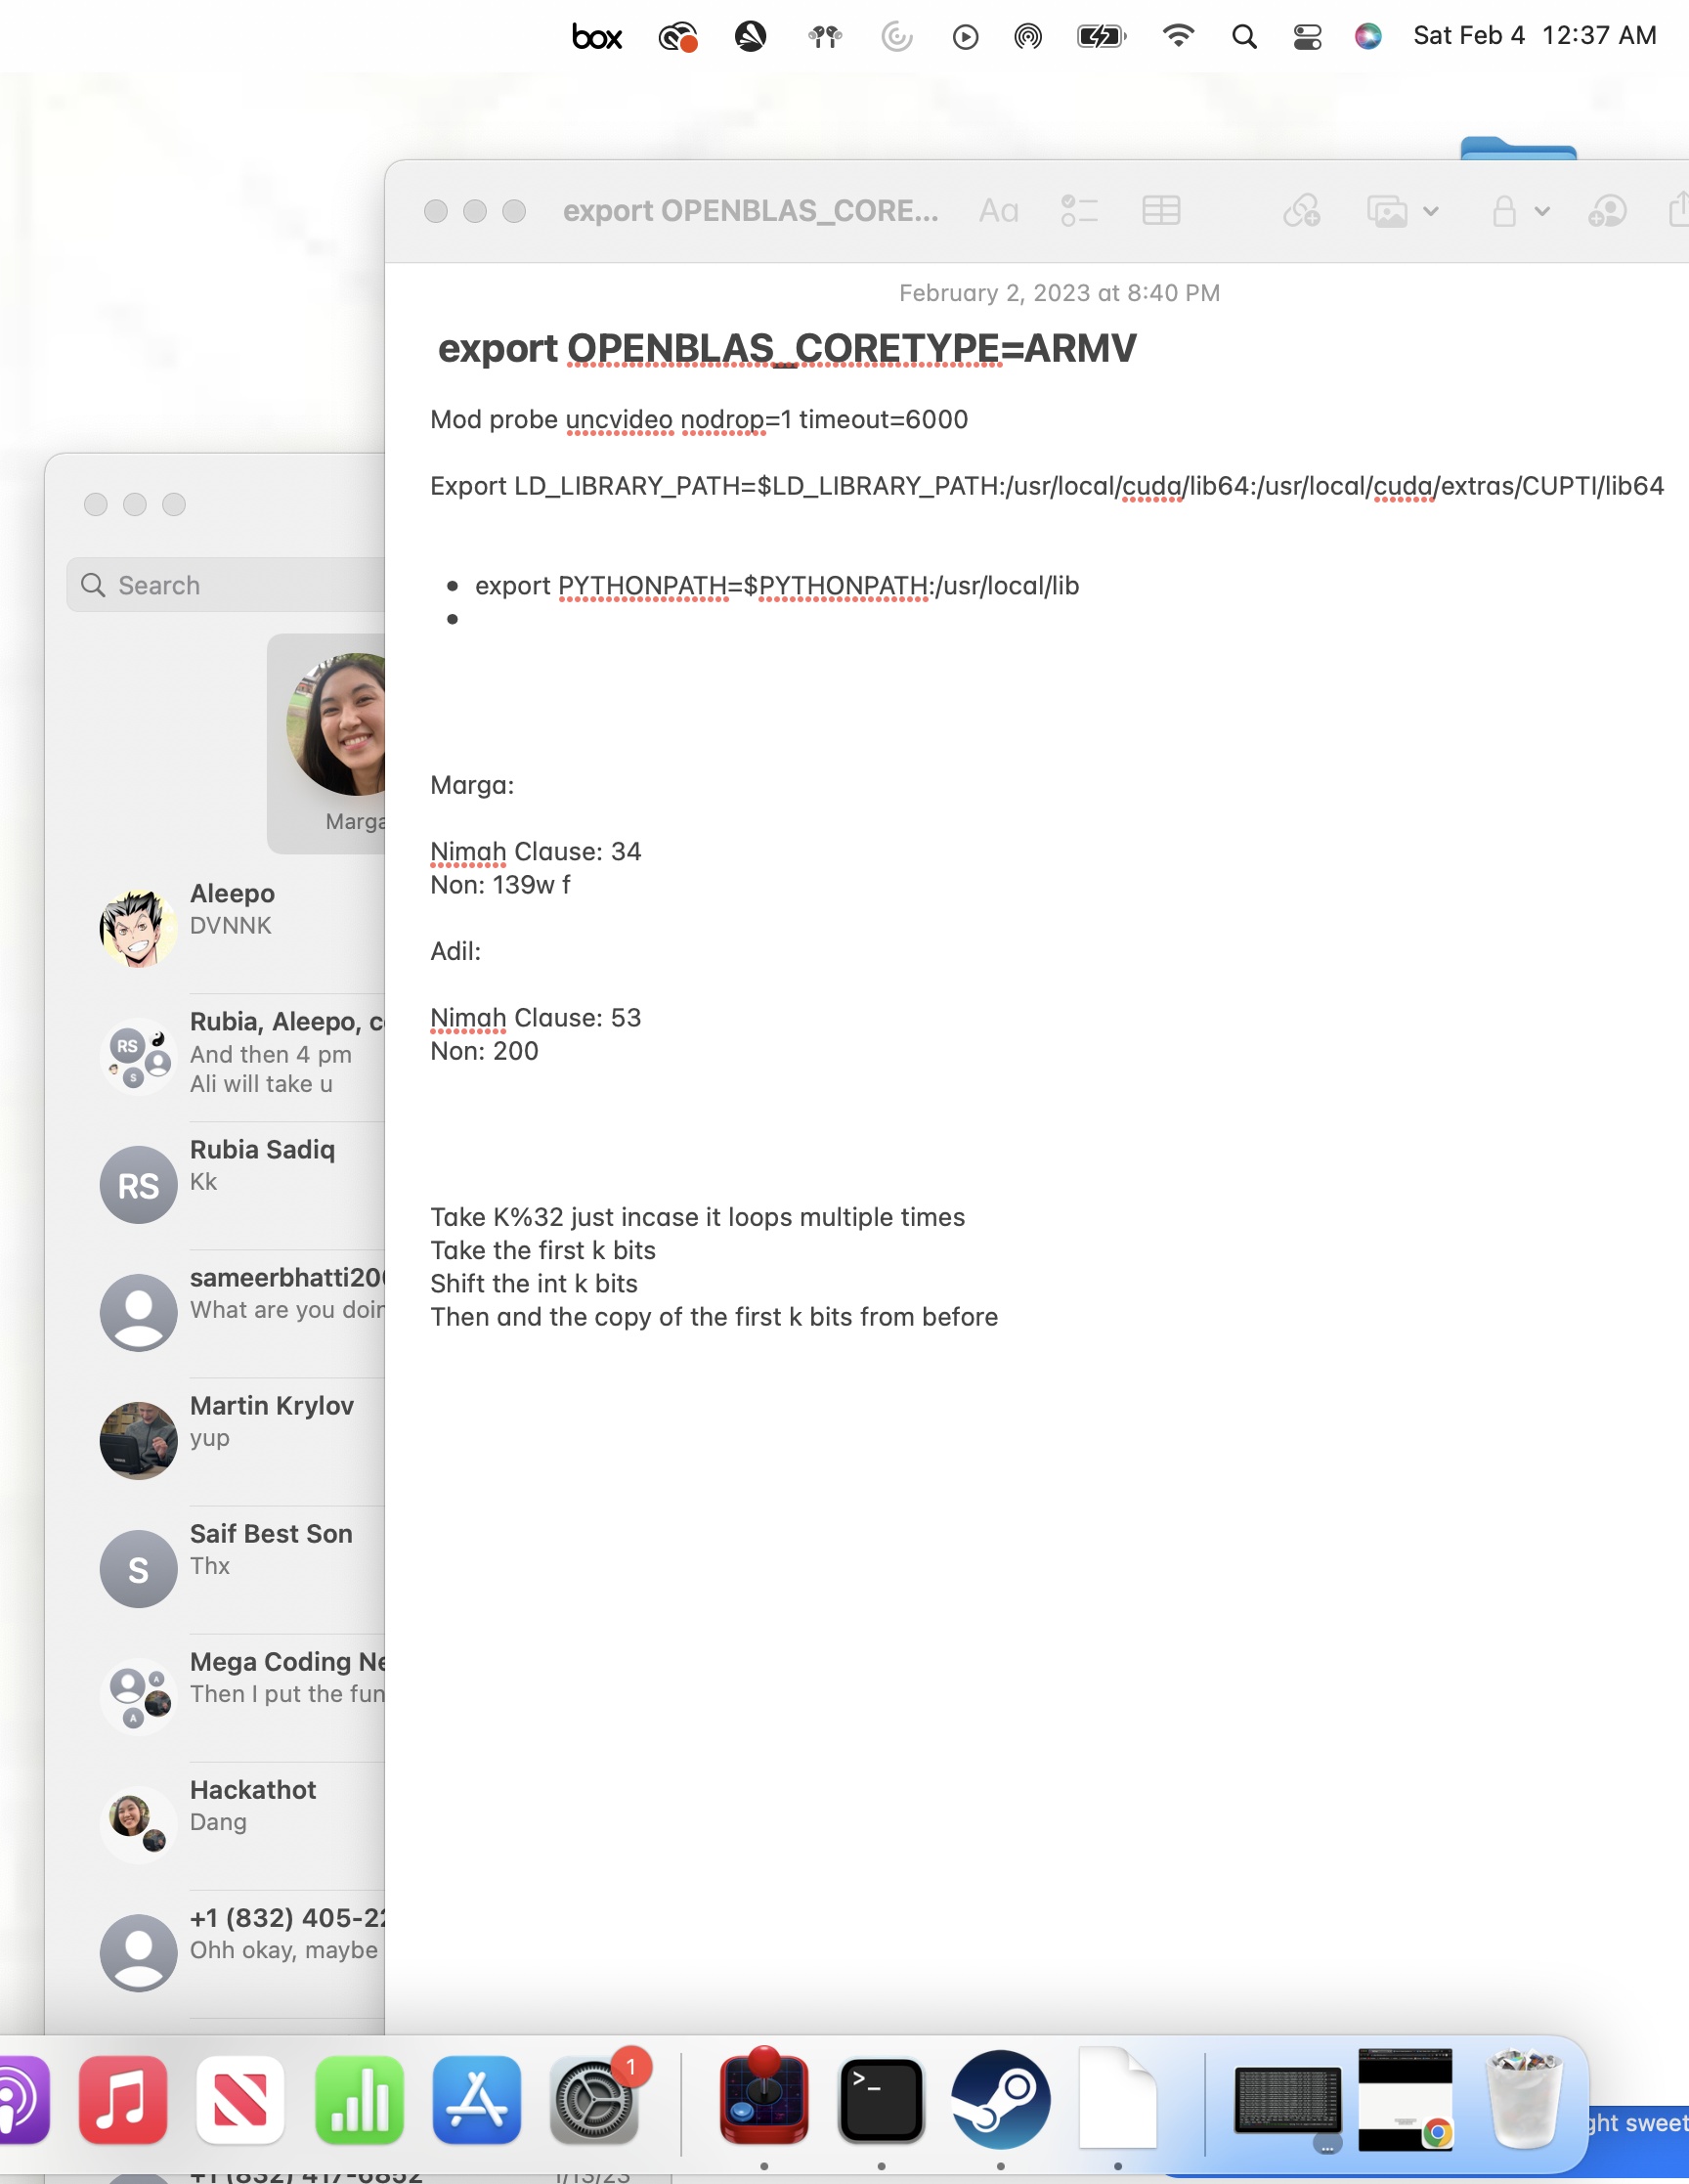 box
Sat Feb 4 12:37 AM
export OPENBLAS_CORE...
Aa
February 2, 2023 at 8:40 PM
export OPENBLAS_CORETYPE=ARMV
Mod probe uncvideo nodrop=1 timeout=6000
Export LD_LIBRARY_PATH=$LD_LIBRARY_PATH:/usr/local/cuda/lib64:/usr/local/cuda/extras/CUPTI/lib64
• export PYTHONPATH=$PYTHONPATH:/usr/local/lib
•
Marga:
Nimah Clause: 34
Non: 139w f
Adil:
Nimah Clause: 53
Non: 200
Take K%32 just incase it loops multiple times
Take the first k bits
Shift the int k bits
Then and the copy of the first k bits from before
Search
Marga
Aleepo
DVNNK
Rubia, Aleepo, c
RS
S
And then 4 pm
Ali will take u
RS
Rubia Sadiq
Kk
sameerbhatti20
What are you doin
Martin Krylov
yup
S
Saif Best Son
Thx
Mega Coding Ne
A
A
Then I put the fun
Hackathot
Dang
+1 (832) 405-22
Ohh okay, maybe
1
>_
...
ght sweet
+1 (832) 417-6852
1/13/23